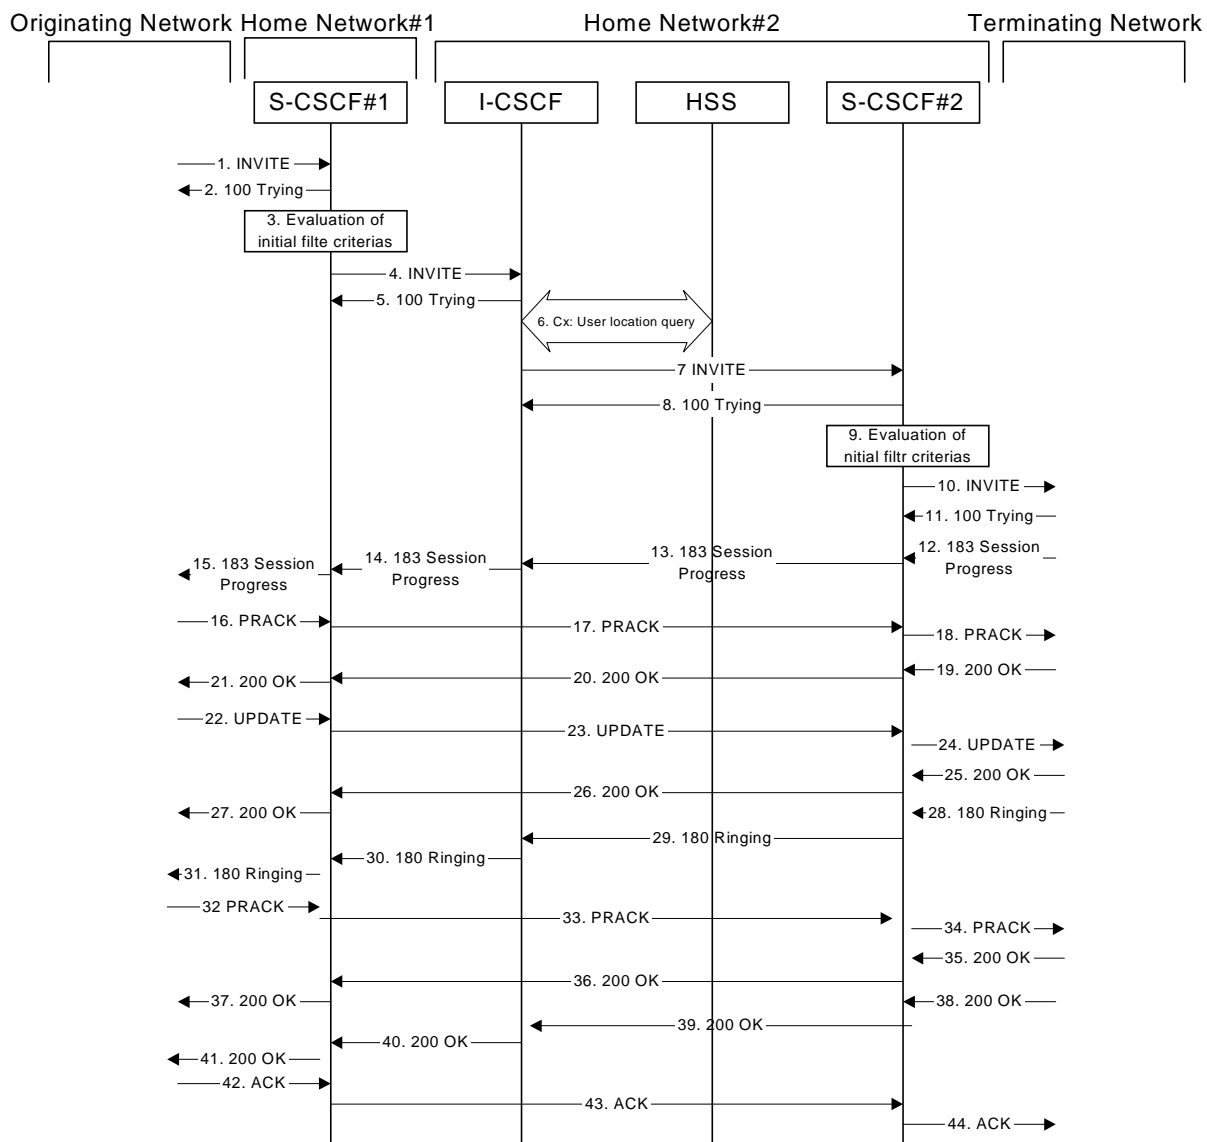 Originating Network Home Network#1 Home Network#2 Terminating Network
S-CSCF#1 I-CSCF HSS S-CSCF#2
1. INVITE
2. 100 Trying
3. Evaluation of
initial filte criterias
4. INVITE
5. 100 Trying
6. Cx: User location query
7 INVITE
8. 100 Trying
9. Evaluation of
nitial filtr criterias
10. INVITE
11. 100 Trying
12. 183 Session
Progress
13. 183 Session
Progress
14. 183 Session
Progress
15. 183 Session
Progress
16. PRACK
17. PRACK
18. PRACK
19. 200 OK
20. 200 OK
21. 200 OK
22. UPDATE
23. UPDATE
24. UPDATE
25. 200 OK
26. 200 OK
27. 200 OK
28. 180 Ringing
29. 180 Ringing
30. 180 Ringing
31. 180 Ringing
32 PRACK
33. PRACK
34. PRACK
35. 200 OK
36. 200 OK
37. 200 OK
38. 200 OK
39. 200 OK
40. 200 OK
41. 200 OK
42. ACK
43. ACK
44. ACK